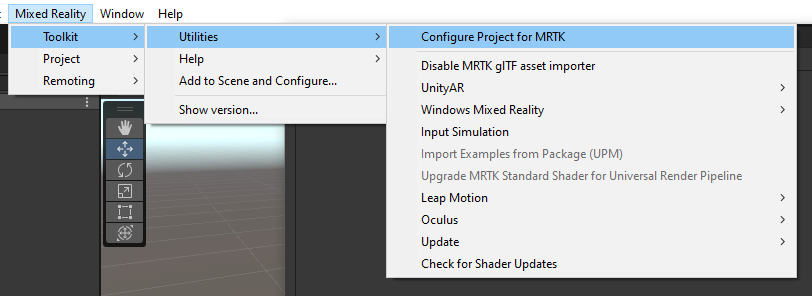 Mixed Reality Window Help
Toolkit
Project
Remoting
Utilities
Help
Add to Scene and Configure...
Show version...
Configure Project for MRTK
Disable MRTK glTF asset importer
UnityAR
Windows Mixed Reality
Input Simulation
Import Examples from Package (UPM)
Upgrade MRTK Standard Shader for Universal Render Pipeline
Leap Motion
Oculus
Update
Check for Shader Updates